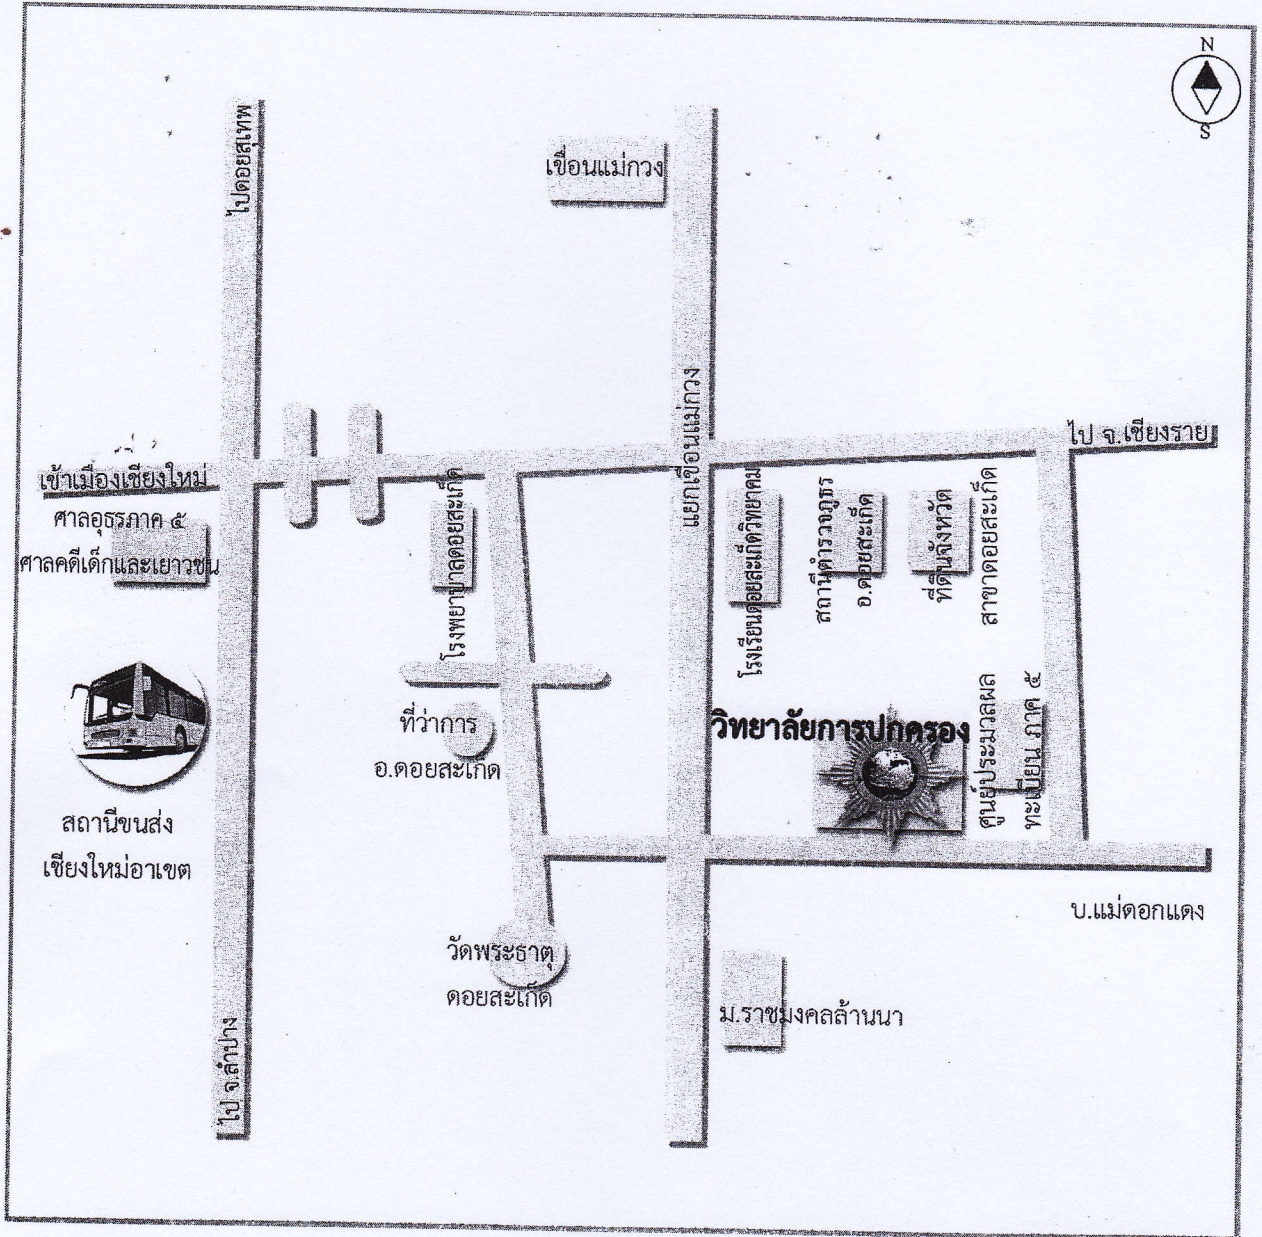 N
S
ไปดอยสุเทพ
เขื่อนแม่กวง
แยกเขื่อนแม่กวง
ไป จ.เชียงราย
เข้าเมืองเชียงใหม่
ศาลอุธรภาค ๕
ศาลคดีเด็กและเยาวชน
โรงพยาบาลดอยสะเก็ด
โรงเรียนดอยสะเก็ดวิทยาคม
สถานีตำรวจภูธร
อ.ดอยสะเก็ด
ที่ดินจังหวัด
สาขาดอยสะเก็ด
ที่ว่าการ
อ.ดอยสะเก็ด
วิทยาลัยการปกครอง
ศูนย์ประมวลผล
ทะเบียน ภาค ๕
สถานีขนส่ง
เชียงใหม่อาเขต
บ.แม่ดอกแดง
วัดพระธาตุ
ดอยสะเก็ด
ม.ราชมงคลล้านนา
ไป จ.ลำปาง